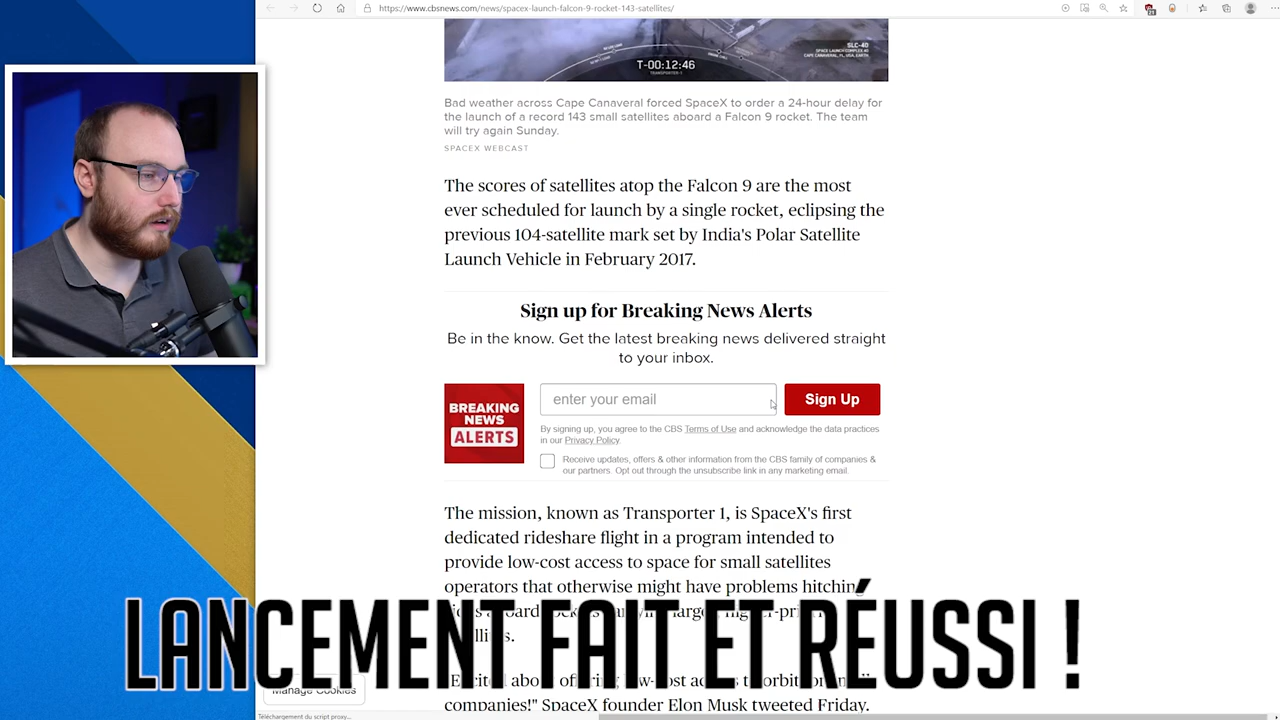 https://www.cbsnews.com/news/spacex-launch-falcon-9-rocket-143-satellites/
SLC-40
T-00:12:46
TRANSPORTER-1
Bad weather across Cape Canaveral forced SpaceX to order a 24-hour delay for
the launch of a record 143 small satellites aboard a Falcon 9 rocket. The team
will try again Sunday.
SPACEX WEBCAST
The scores of satellites atop the Falcon 9 are the most
ever scheduled for launch by a single rocket, eclipsing the
previous 104-satellite mark set by India's Polar Satellite
Launch Vehicle in February 2017.
Sign up for Breaking News Alerts
Be in the know. Get the latest breaking news delivered straight
to your inbox.
BREAKING
NEWS
ALERTS
enter your email
Sign Up
By signing up, you agree to the CBS Terms of Use and acknowledge the data practices
in our Privacy Policy.
Receive updates, offers & other information from the CBS family of companies &
our partners. Opt out through the unsubscribe link in any marketing email.
The mission, known as Transporter 1, is SpaceX's first
dedicated rideshare flight in a program intended to
provide low-cost access to space for small satellites
operators that otherwise might have problems hitching
LANCEMENT FAIT ET RÉUSSI !
Manage Cookies
companies!" SpaceX founder Elon Musk tweeted Friday.
Téléchargement du script proxy...